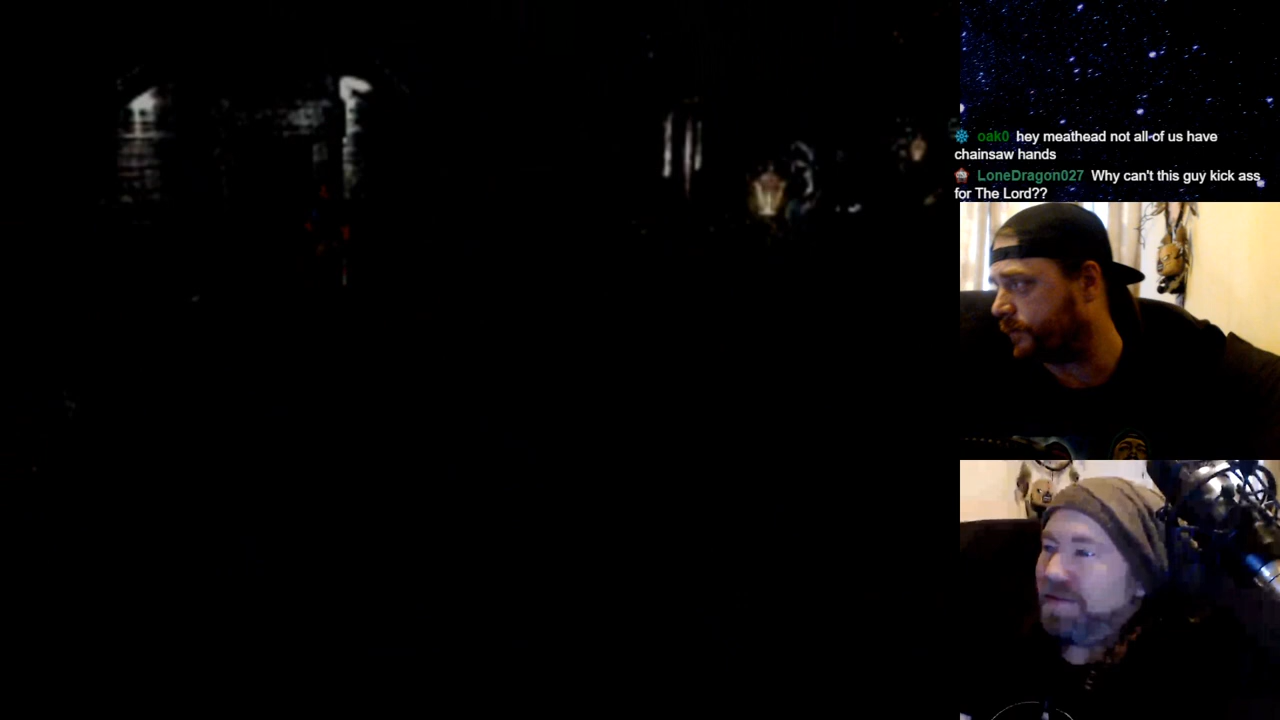 oak0 hey meathead not all of us have
chainsaw hands
LoneDragon027 Why can't this guy kick ass
for The Lord??